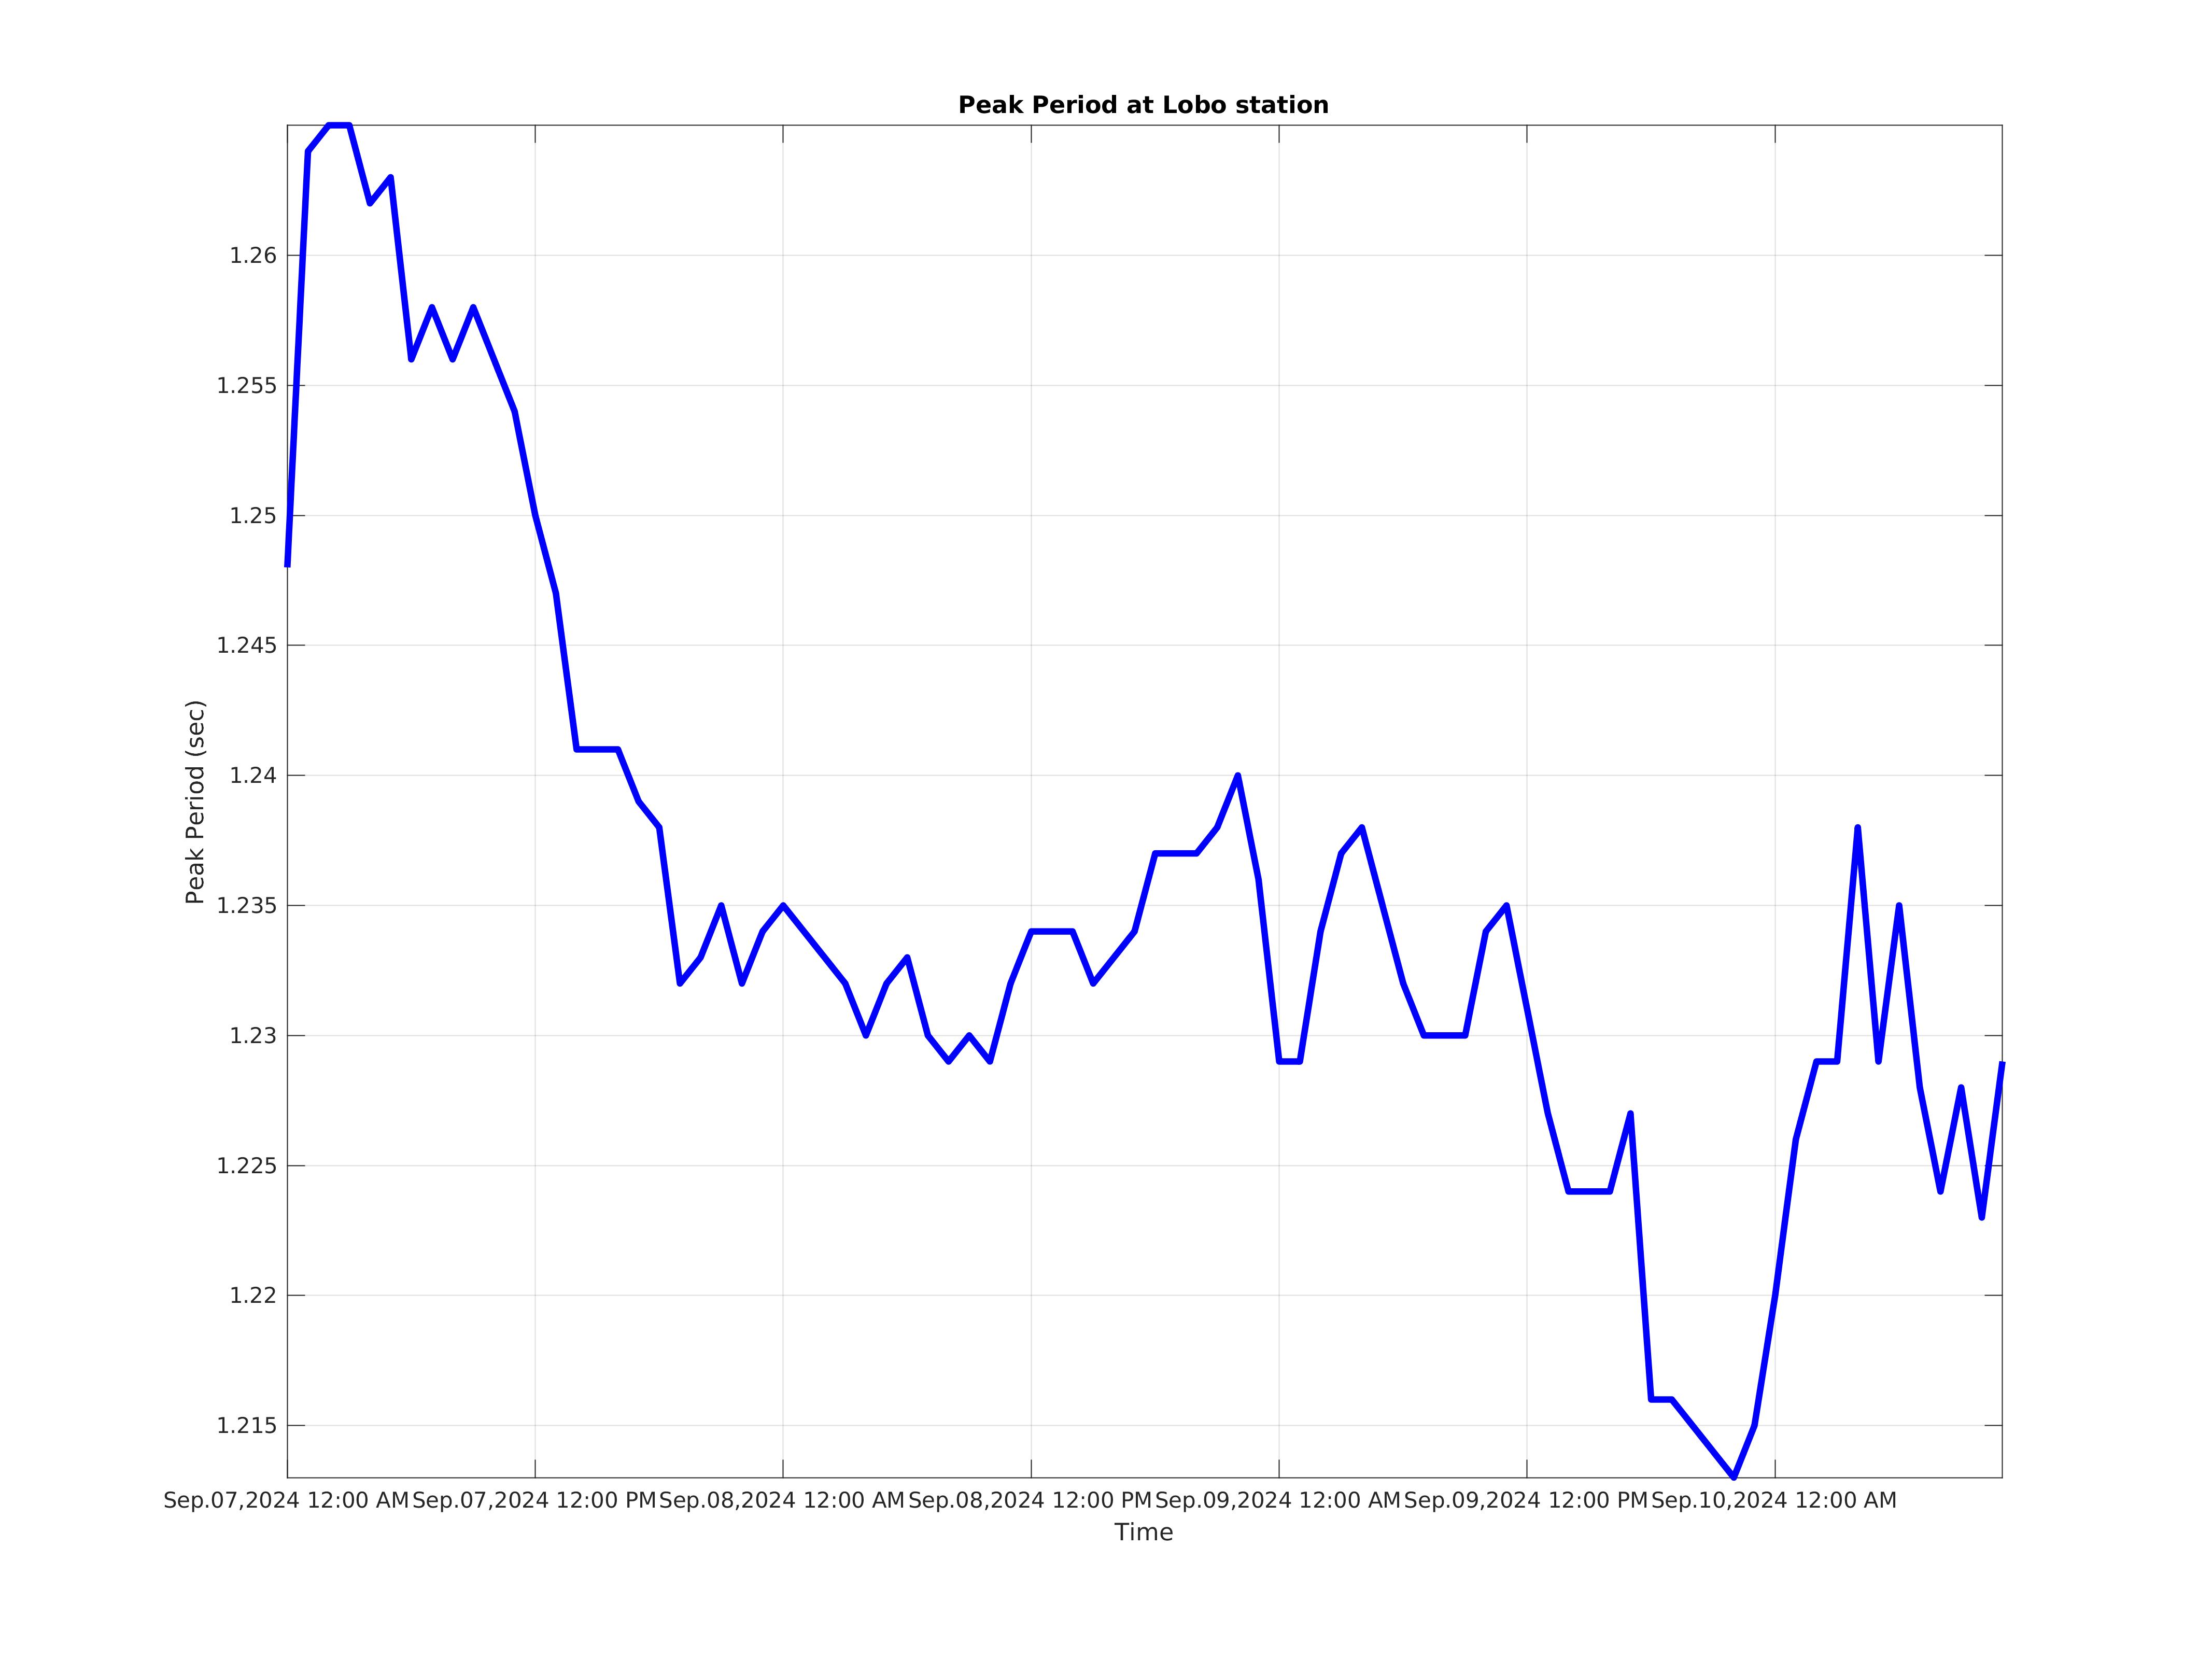 Peak Period at Lobo station
Peak Period (sec)
1.26
1.255
1.25
1.245
1.24
1.235
1.23
1.225
1.22
1.215
Sep.07,2024 12:00 AM Sep.07,2024 12:00 PM Sep.08,2024 12:00 AM Sep.08,2024 12:00 PM Sep.09,2024 12:00 AM Sep.09,2024 12:00 PM Sep.10,2024 12:00 AM
Time